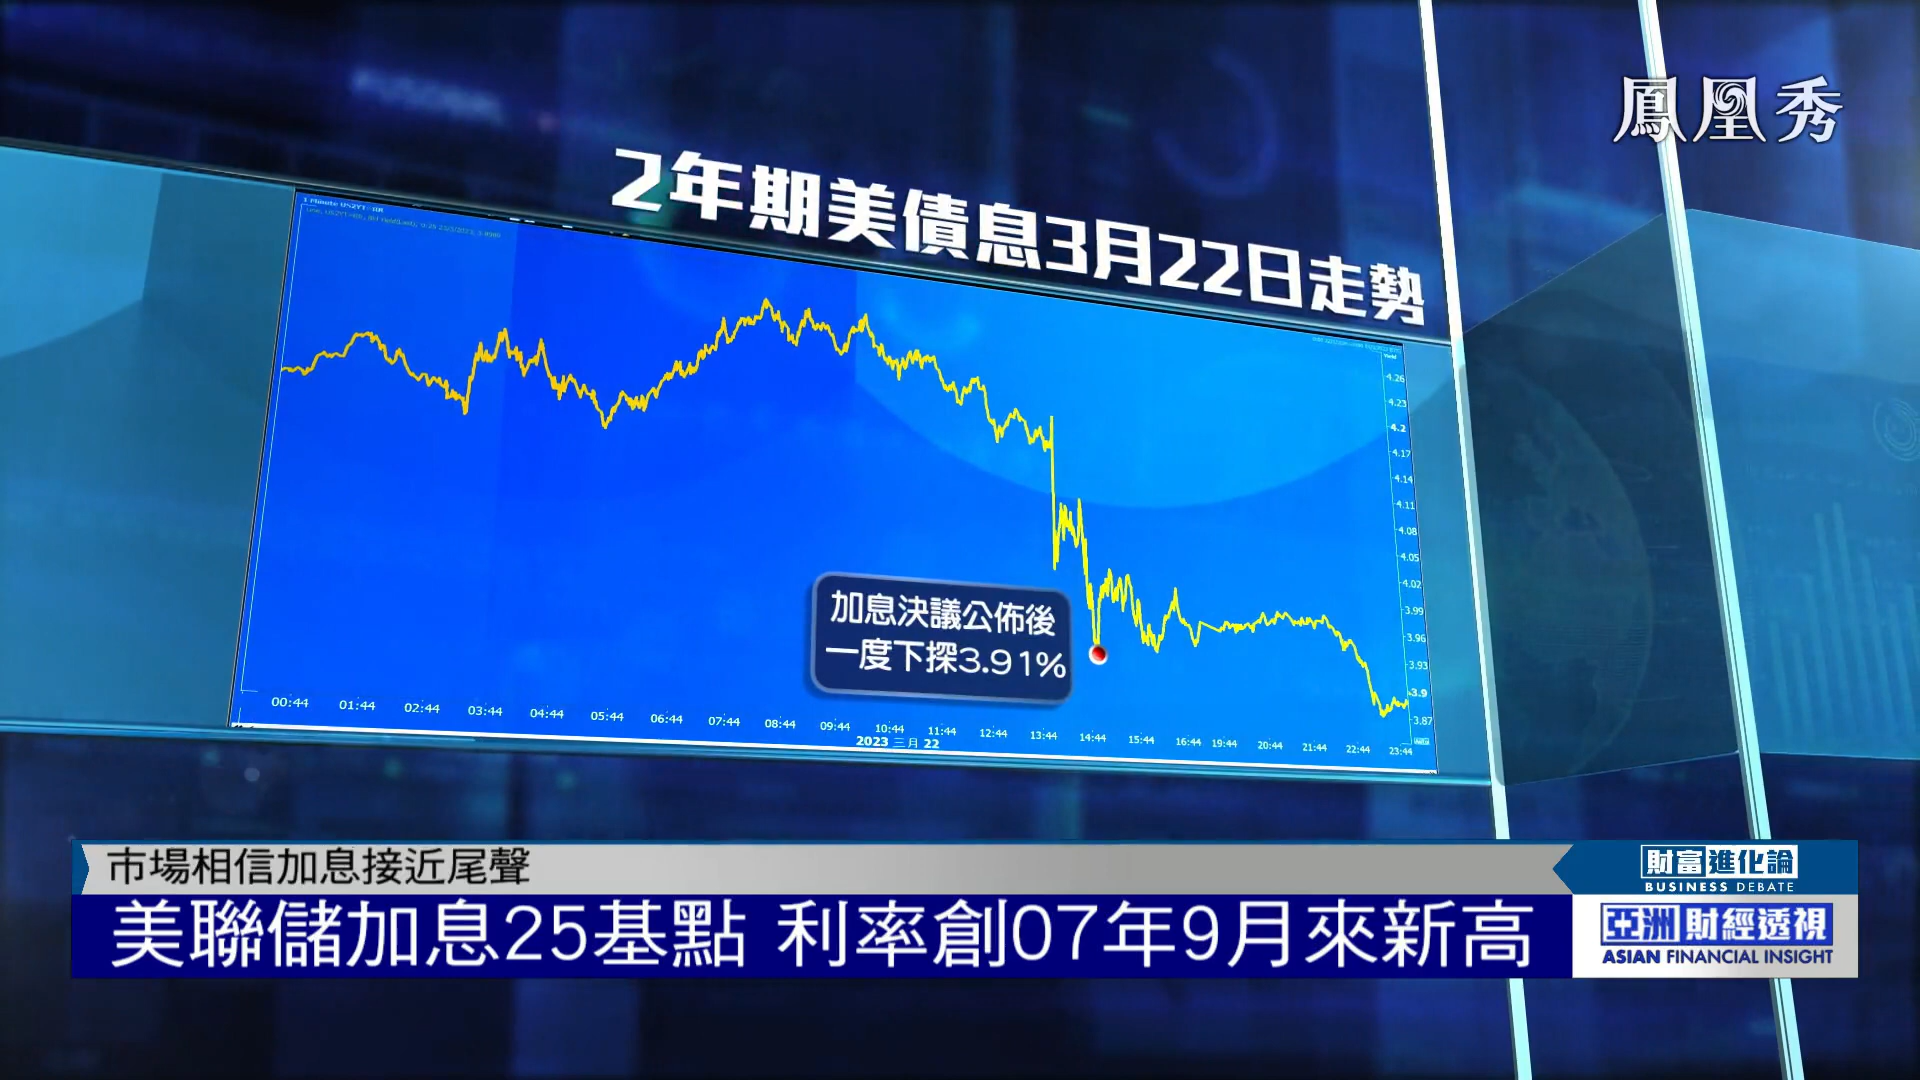 鳳凰秀
2年期美債息3月22日走勢
4.26
4.23
4.2
4.17
4.14
4.11
4.08
4.05
4.02
3.99
3.96
3.93
3.9
3.87
加息決議公佈後
一度下探3.91%
00:44 01:44 02:44 03:44 04:44 05:44 06:44 07:44 08:44 09:44 10:44 11:44 12:44 13:44 14:44 15:44 16:44 19:44 20:44 21:44 22:44 23:44
2023 三月 22
市場相信加息接近尾聲
美聯儲加息25基點 利率創07年9月來新高
財富進化論
BUSINESS DEBATE
亞洲財經透視
ASIAN FINANCIAL INSIGHT